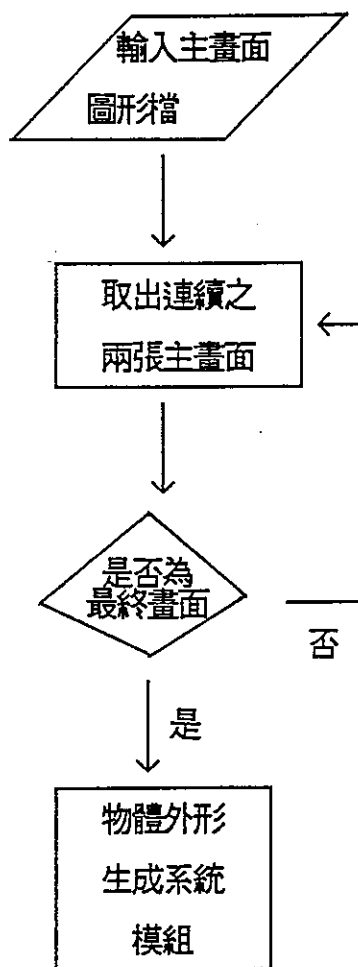 輸入主畫面
圖形檔
取出連續之
兩張主畫面
是否為
最終畫面
否
是
物體外形
生成系統
模組